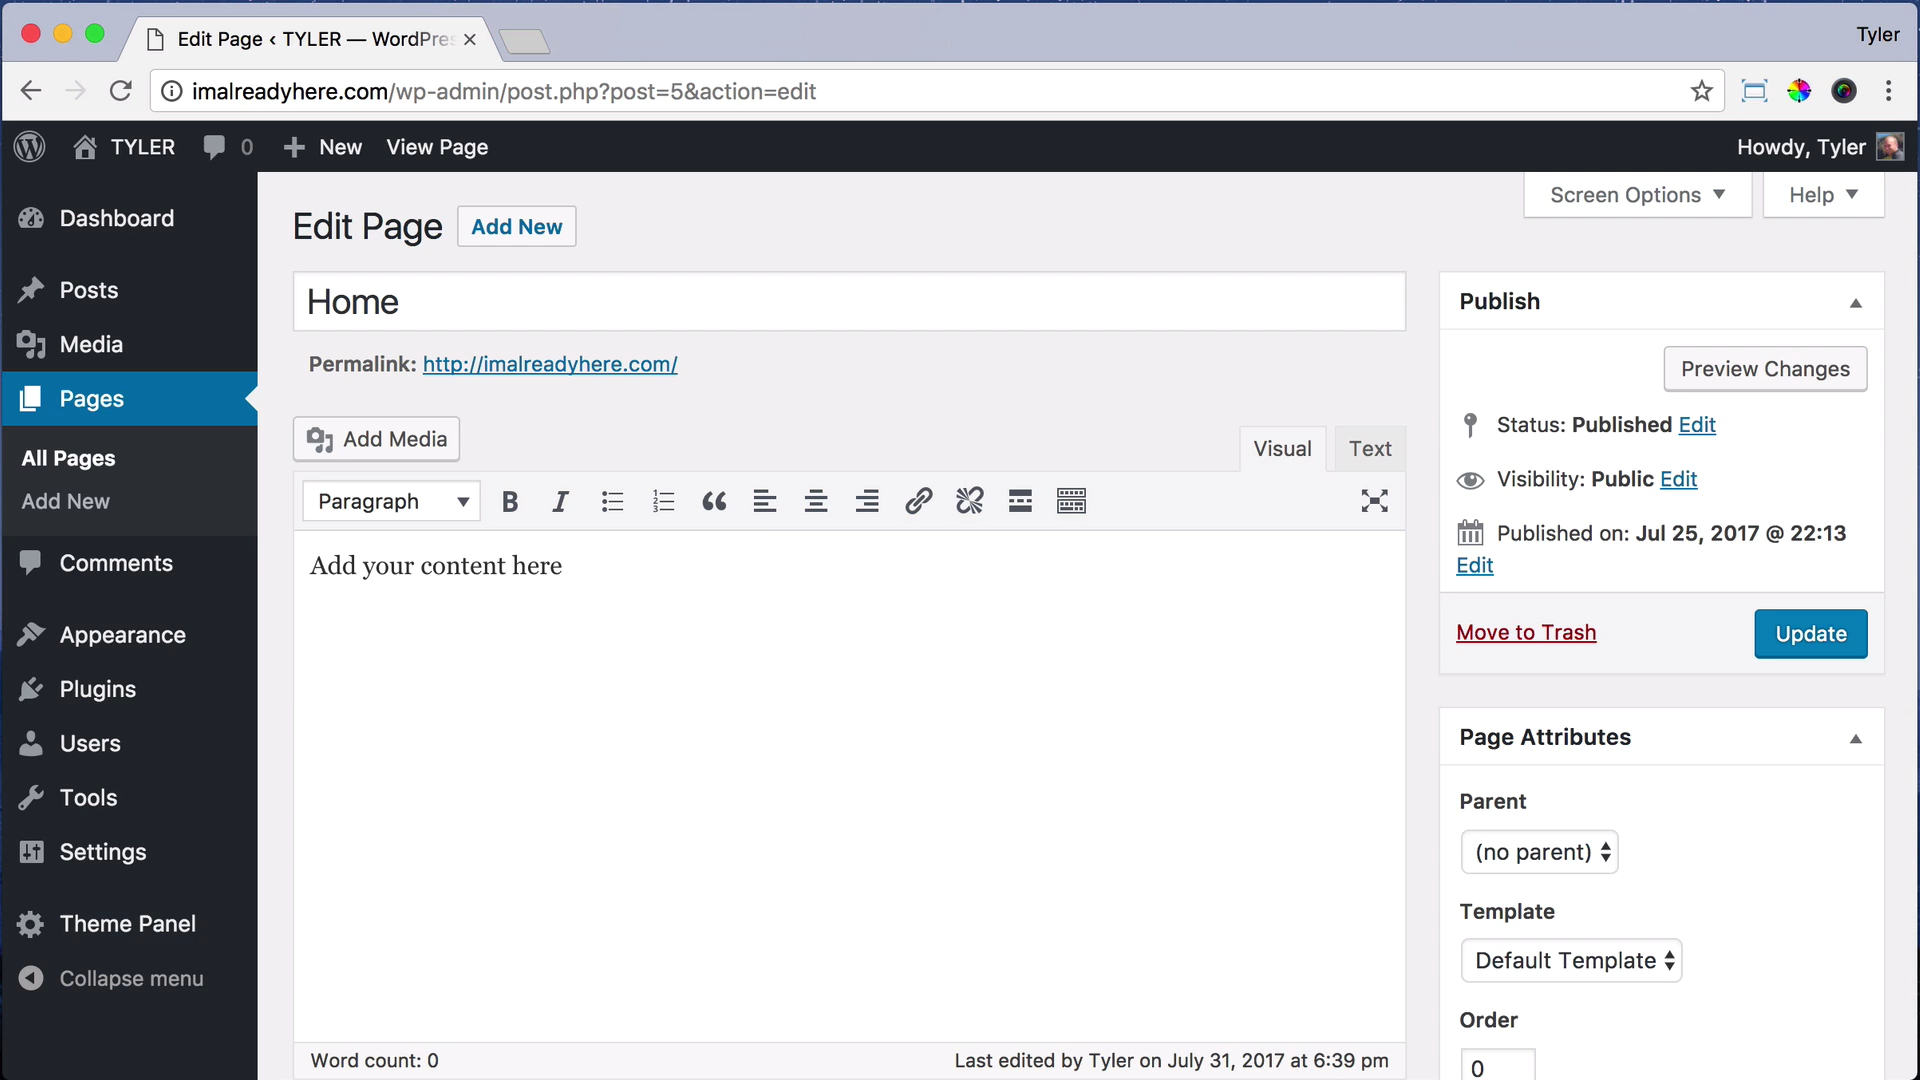 Edit Page ‹ TYLER — WordPres
Tyler
imalreadyhere.com/wp-admin/post.php?post=5&action=edit
TYLER 0 New View Page
Howdy, Tyler
Screen Options Help
Dashboard
Posts
Media
Pages
All Pages
Add New
Comments
Appearance
Plugins
Users
Tools
Settings
Theme Panel
Collapse menu
Edit Page Add New
Home
Permalink: http://imalreadyhere.com/
Add Media
Visual Text
Paragraph
Add your content here
Word count: 0
Last edited by Tyler on July 31, 2017 at 6:39 pm
Publish
Preview Changes
Status: Published Edit
Visibility: Public Edit
Published on: Jul 25, 2017 @ 22:13
Edit
Move to Trash
Update
Page Attributes
Parent
(no parent)
Template
Default Template
Order
0